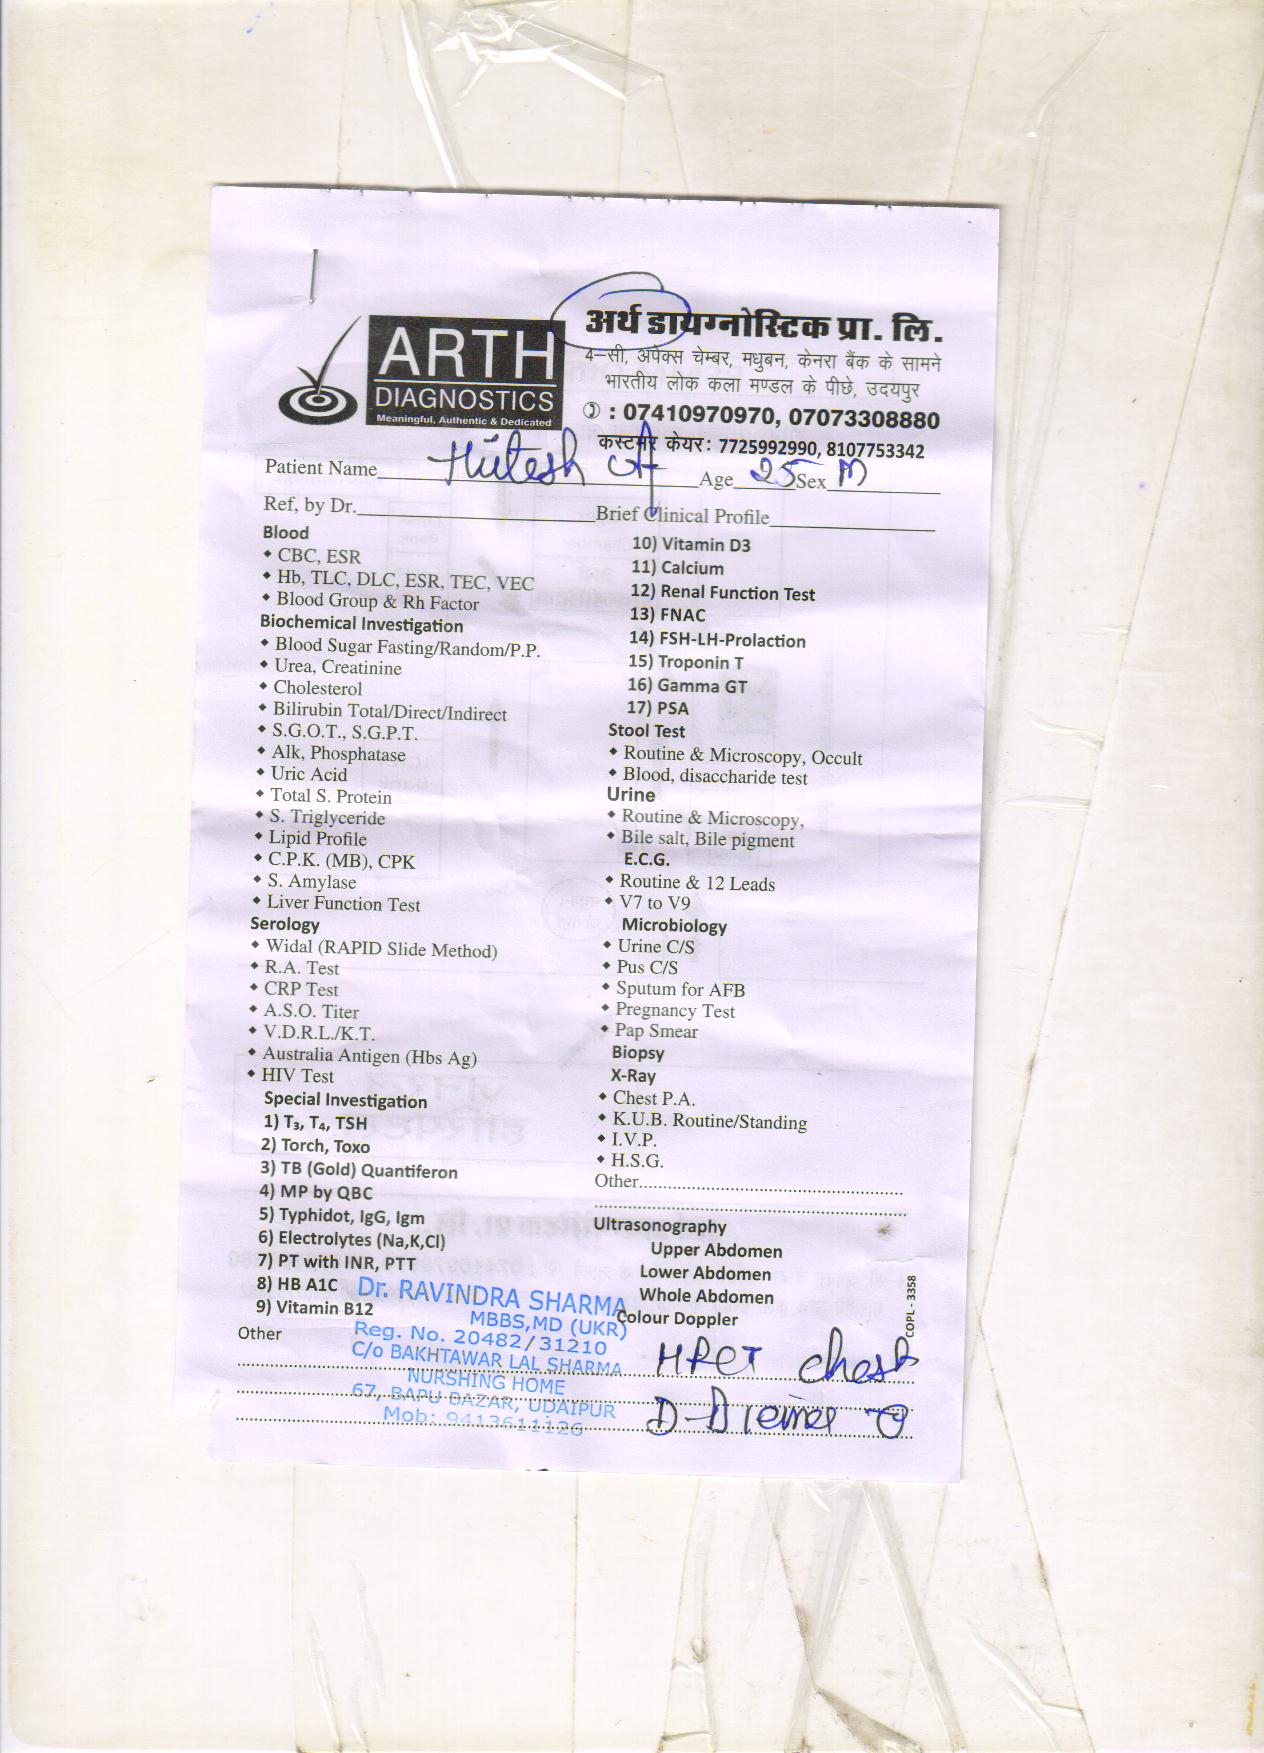 ARTH
DIAGNOSTICS
Meaningful, Authentic & Dedicated
अर्थ डायग्नोस्टिक प्रा. लि.
4–सी, अपेक्स चेम्बर, मधुबन, केनरा बैंक के सामने
भारतीय लोक कला मण्डल के पीछे, उदयपुर
: 07410970970, 07073308880
कस्टमर केयर: 7725992990, 8107753342
Patient Name Hitesh Ji Age 25 Sex M
Ref, by Dr. Brief Clinical Profile
Blood
CBC, ESR
Hb, TLC, DLC, ESR, TEC, VEC
Blood Group & Rh Factor
Biochemical Investigation
Blood Sugar Fasting/Random/P.P.
Urea, Creatinine
Cholesterol
Bilirubin Total/Direct/Indirect
S.G.O.T., S.G.P.T.
Alk, Phosphatase
Uric Acid
Total S. Protein
S. Triglyceride
Lipid Profile
C.P.K. (MB), CPK
S. Amylase
Liver Function Test
Serology
Widal (RAPID Slide Method)
R.A. Test
CRP Test
A.S.O. Titer
V.D.R.L./K.T.
Australia Antigen (Hbs Ag)
HIV Test
Special Investigation
1) T₃, T₄, TSH
2) Torch, Toxo
3) TB (Gold) Quantiferon
4) MP by QBC
5) Typhidot, IgG, Igm
6) Electrolytes (Na,K,Cl)
7) PT with INR, PTT
8) HB A1C
9) Vitamin B12
Other
10) Vitamin D3
11) Calcium
12) Renal Function Test
13) FNAC
14) FSH-LH-Prolaction
15) Troponin T
16) Gamma GT
17) PSA
Stool Test
Routine & Microscopy, Occult
Blood, disaccharide test
Urine
Routine & Microscopy,
Bile salt, Bile pigment
E.C.G.
Routine & 12 Leads
V7 to V9
Microbiology
Urine C/S
Pus C/S
Sputum for AFB
Pregnancy Test
Pap Smear
Biopsy
X-Ray
Chest P.A.
K.U.B. Routine/Standing
I.V.P.
H.S.G.
Other
Ultrasonography
Upper Abdomen
Lower Abdomen
Whole Abdomen
Colour Doppler
COPL - 3358
HRCT chest
D-Dimer
Dr. RAVINDRA SHARMA
MBBS,MD (UKR)
Reg. No. 20482/31210
C/o BAKHTAWAR LAL SHARMA
NURSHING HOME
67, BAPU BAZAR, UDAIPUR
Mob: 9413611126